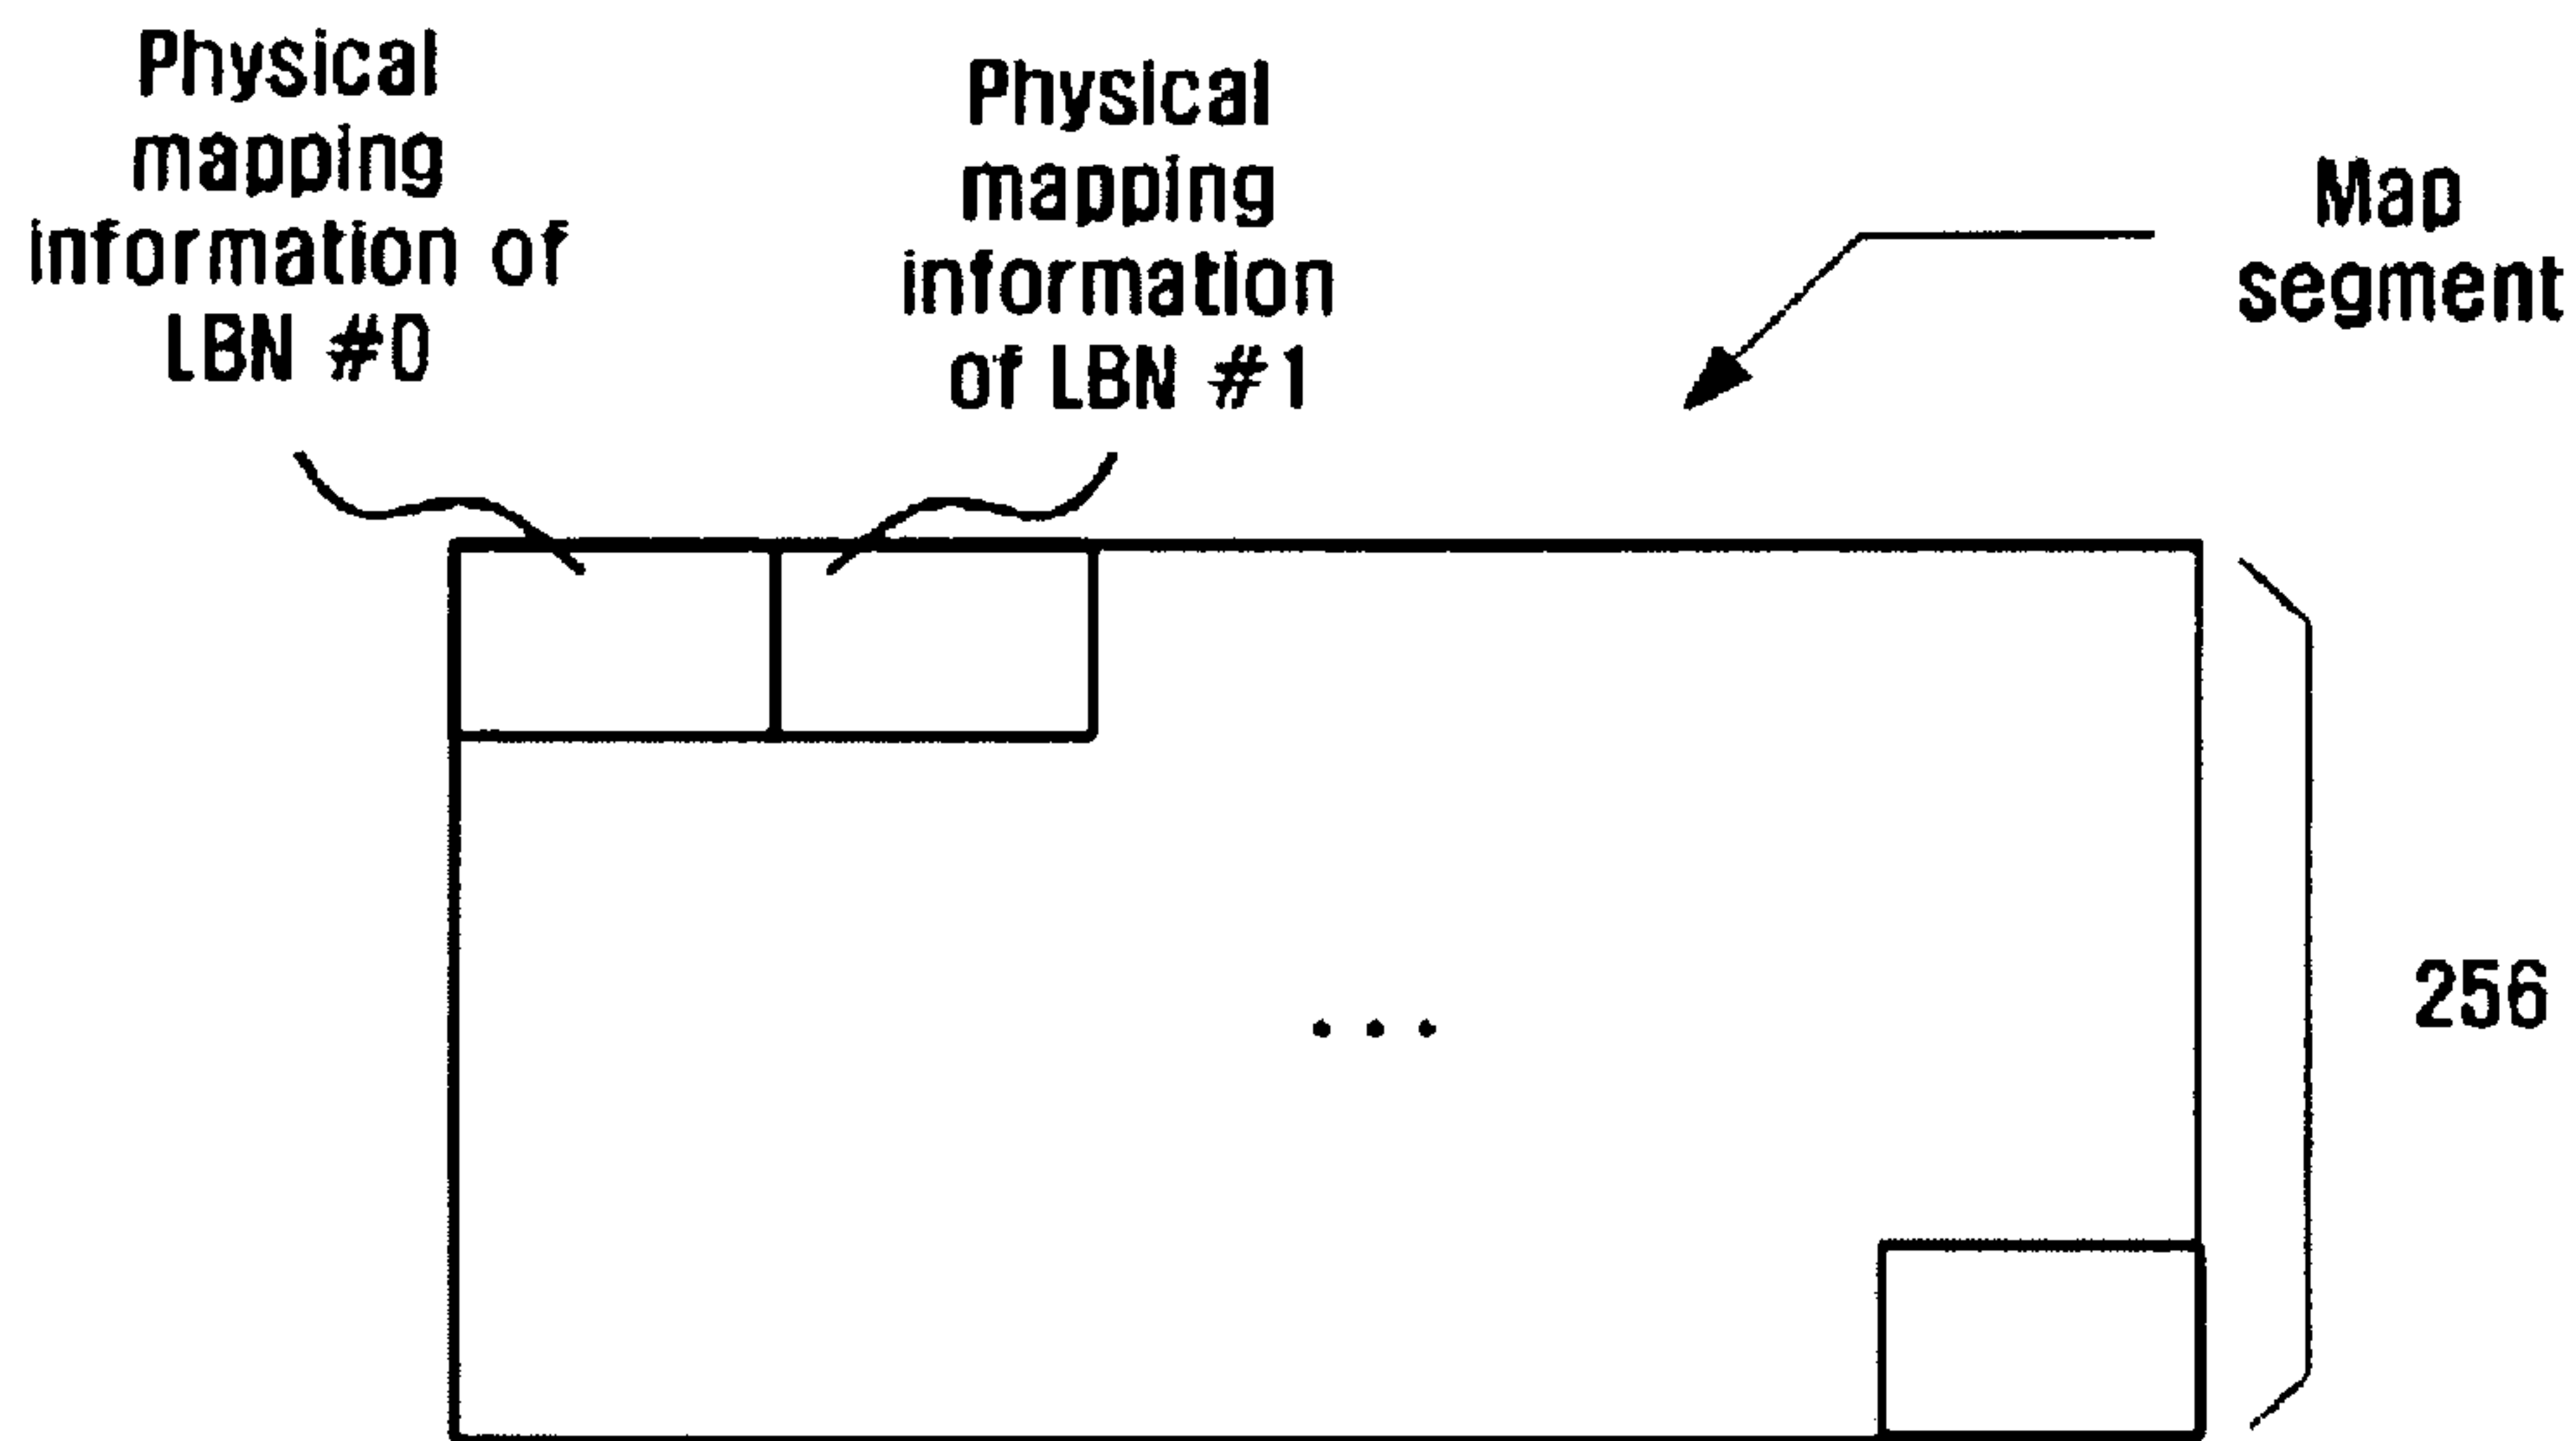 Physical
mapping
information of
LBN #0
Physical
mapping
information
of LBN #1
Map
segment
...
256